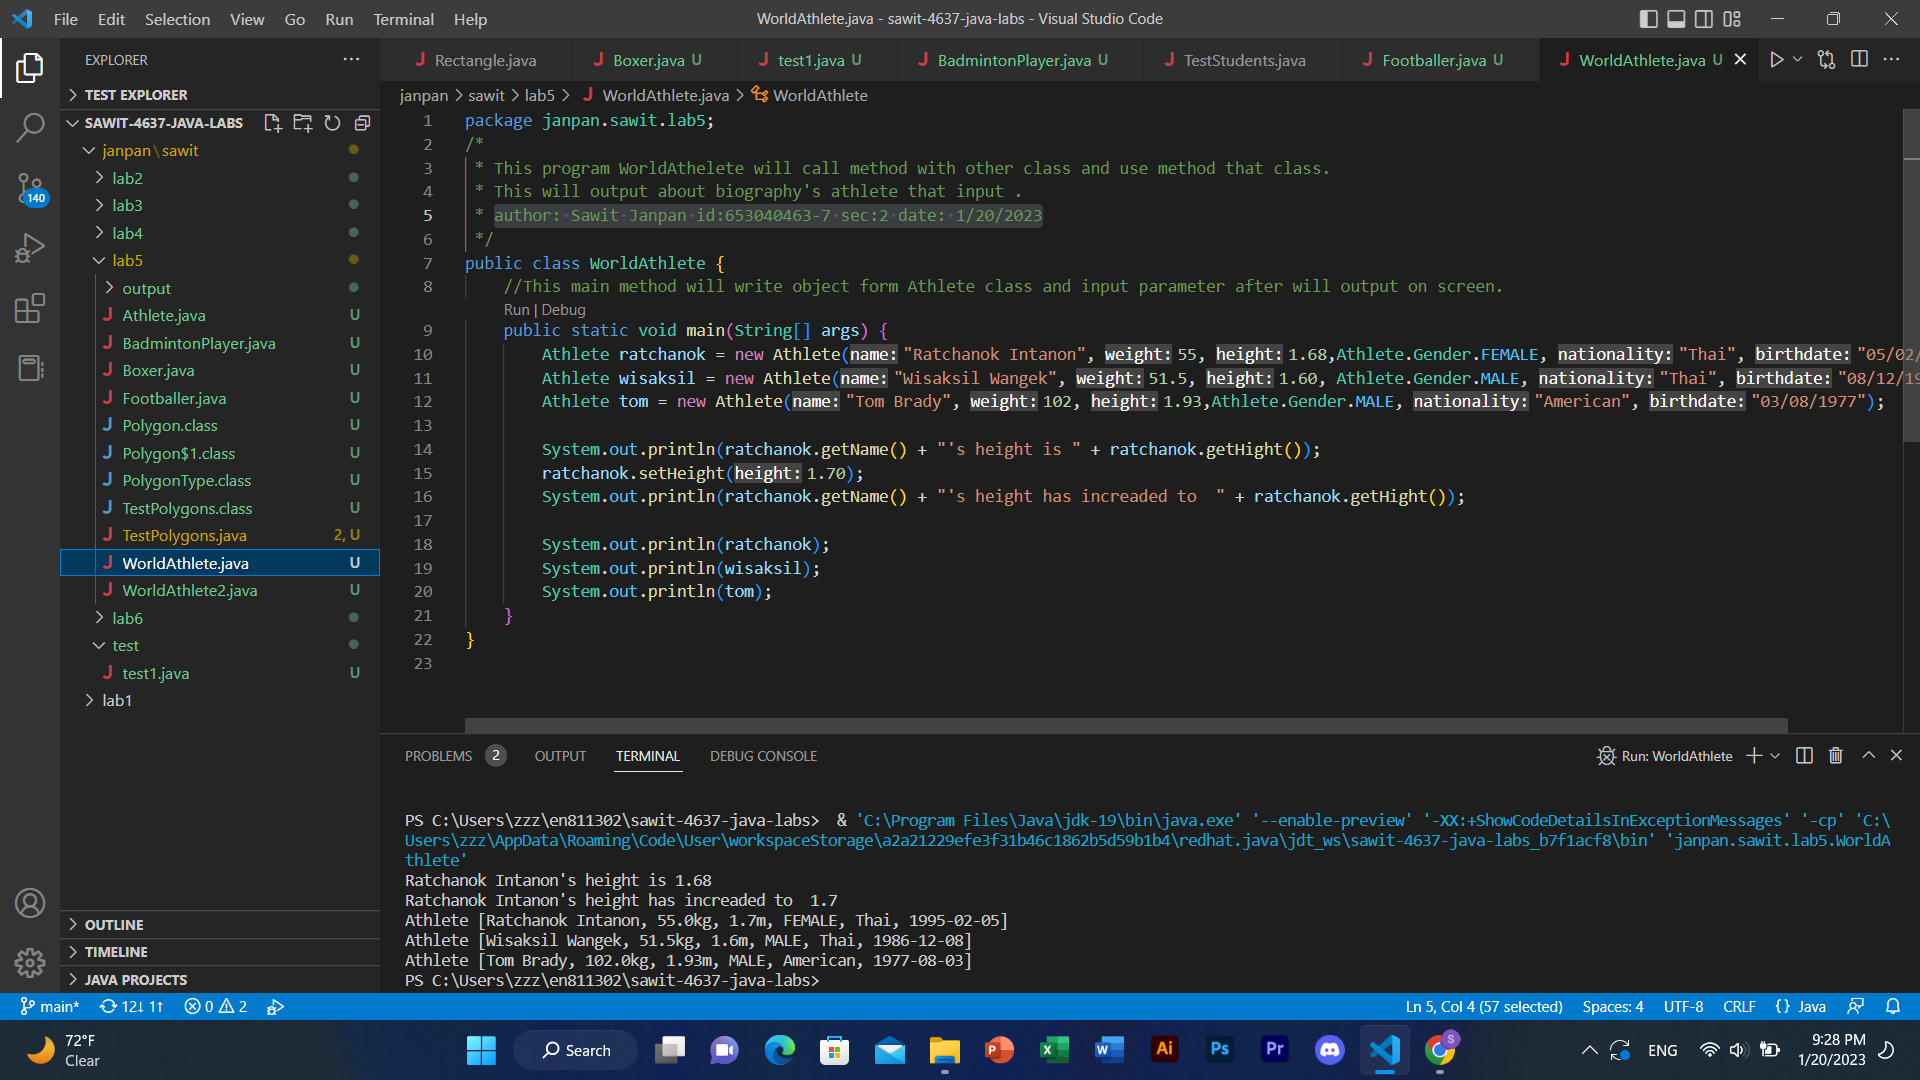 File Edit Selection View Go Run Terminal Help
WorldAthlete.java - sawit-4637-java-labs - Visual Studio Code
EXPLORER
Rectangle.java
Boxer.java U
test1.java U
BadmintonPlayer.java U
TestStudents.java
Footballer.java U
WorldAthlete.java U
TEST EXPLORER
SAWIT-4637-JAVA-LABS
janpan\sawit
lab2
lab3
lab4
lab5
output
Athlete.java U
BadmintonPlayer.java U
Boxer.java U
Footballer.java U
Polygon.class U
Polygon$1.class U
PolygonType.class U
TestPolygons.class U
TestPolygons.java 2, U
WorldAthlete.java U
WorldAthlete2.java U
lab6
test
test1.java U
lab1
OUTLINE
TIMELINE
JAVA PROJECTS
140
janpan > sawit > lab5 > WorldAthlete.java > WorldAthlete
1 package janpan.sawit.lab5;
2 /*
3 * This program WorldAthelete will call method with other class and use method that class.
4 * This will output about biography's athlete that input .
5 * author: Sawit Janpan id:653040463-7 sec:2 date: 1/20/2023
6 */
7 public class WorldAthlete {
8 //This main method will write object form Athlete class and input parameter after will output on screen.
Run | Debug
9 public static void main(String[] args) {
10 Athlete ratchanok = new Athlete(name: "Ratchanok Intanon", weight: 55, height: 1.68,Athlete.Gender.FEMALE, nationality: "Thai", birthdate: "05/02/
11 Athlete wisaksil = new Athlete(name: "Wisaksil Wangek", weight: 51.5, height: 1.60, Athlete.Gender.MALE, nationality: "Thai", birthdate: "08/12/19
12 Athlete tom = new Athlete(name: "Tom Brady", weight: 102, height: 1.93,Athlete.Gender.MALE, nationality: "American", birthdate: "03/08/1977");
13
14 System.out.println(ratchanok.getName() + "'s height is " + ratchanok.getHight());
15 ratchanok.setHeight(height: 1.70);
16 System.out.println(ratchanok.getName() + "'s height has increaded to  " + ratchanok.getHight());
17
18 System.out.println(ratchanok);
19 System.out.println(wisaksil);
20 System.out.println(tom);
21 }
22 }
23
PROBLEMS 2 OUTPUT TERMINAL DEBUG CONSOLE
Run: WorldAthlete
PS C:\Users\zzz\en811302\sawit-4637-java-labs>  & 'C:\Program Files\Java\jdk-19\bin\java.exe' '--enable-preview' '-XX:+ShowCodeDetailsInExceptionMessages' '-cp' 'C:\
Users\zzz\AppData\Roaming\Code\User\workspaceStorage\a2a21229efe3f31b46c1862b5d59b1b4\redhat.java\jdt_ws\sawit-4637-java-labs_b7f1acf8\bin' 'janpan.sawit.lab5.WorldA
thlete'
Ratchanok Intanon's height is 1.68
Ratchanok Intanon's height has increaded to  1.7
Athlete [Ratchanok Intanon, 55.0kg, 1.7m, FEMALE, Thai, 1995-02-05]
Athlete [Wisaksil Wangek, 51.5kg, 1.6m, MALE, Thai, 1986-12-08]
Athlete [Tom Brady, 102.0kg, 1.93m, MALE, American, 1977-08-03]
PS C:\Users\zzz\en811302\sawit-4637-java-labs>
main* 12↓ 1↑ 0 2
Ln 5, Col 4 (57 selected) Spaces: 4 UTF-8 CRLF {} Java
72°F
Clear
Search
ENG
9:28 PM
1/20/2023